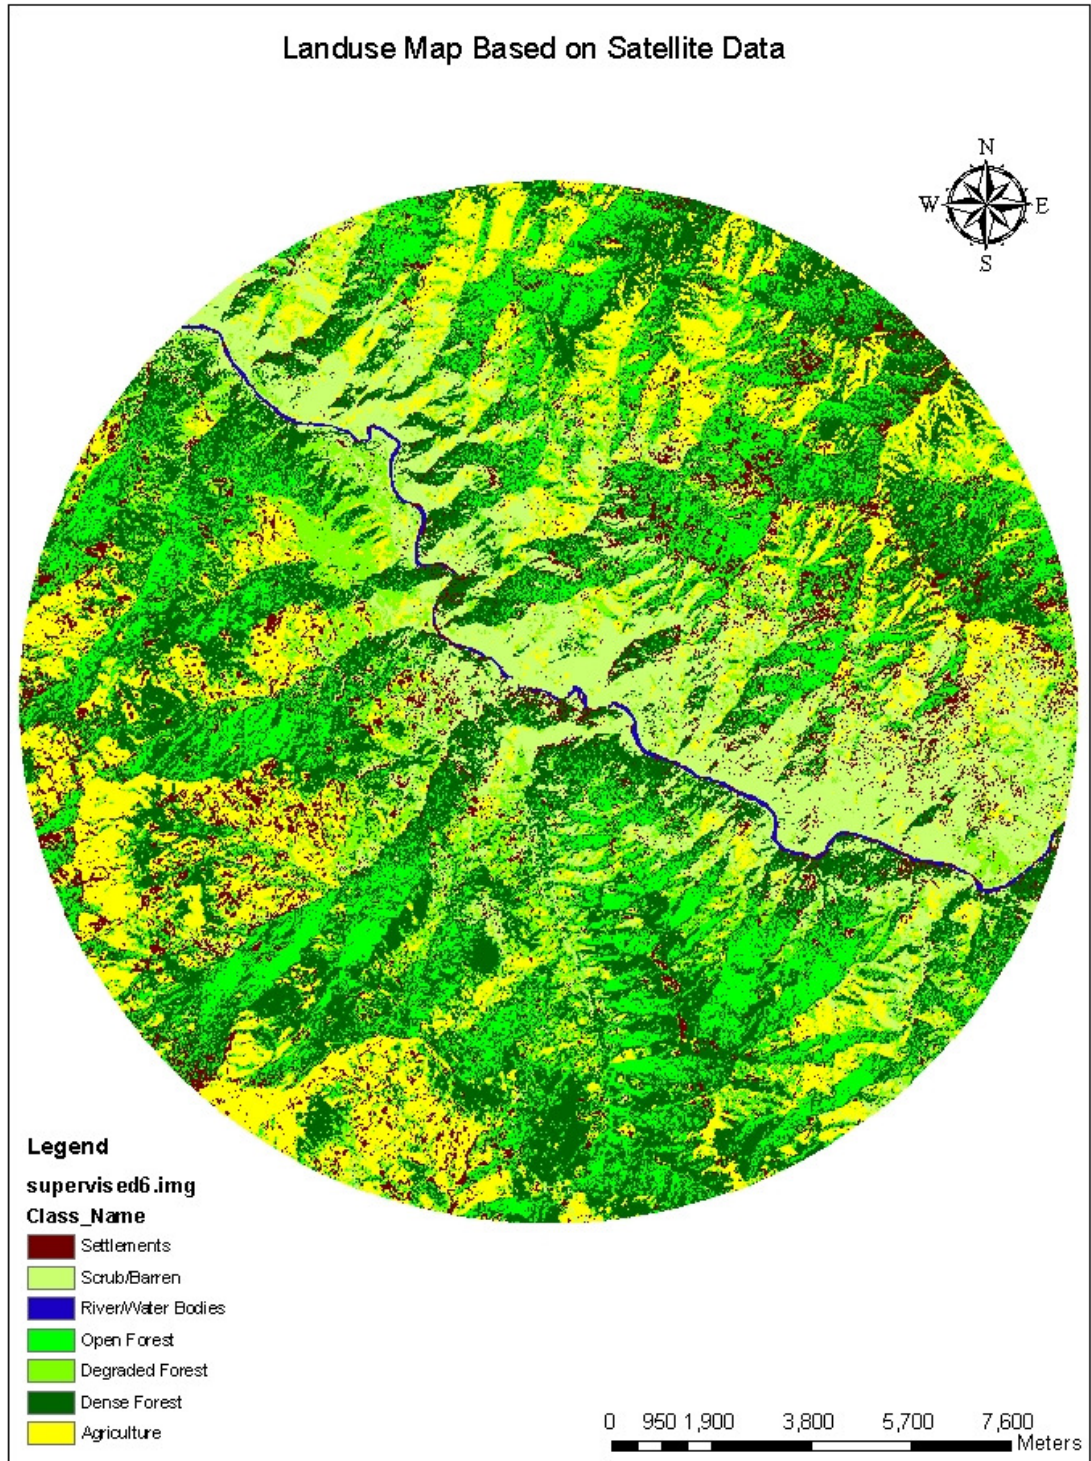 Landuse Map Based on Satellite Data
N
W E
S
Legend
supervised6.img
Class_Name
Settlements
Scrub/Barren
River/Water Bodies
Open Forest
Degraded Forest
Dense Forest
Agriculture
0 950 1,900 3,800 5,700 7,600
Meters